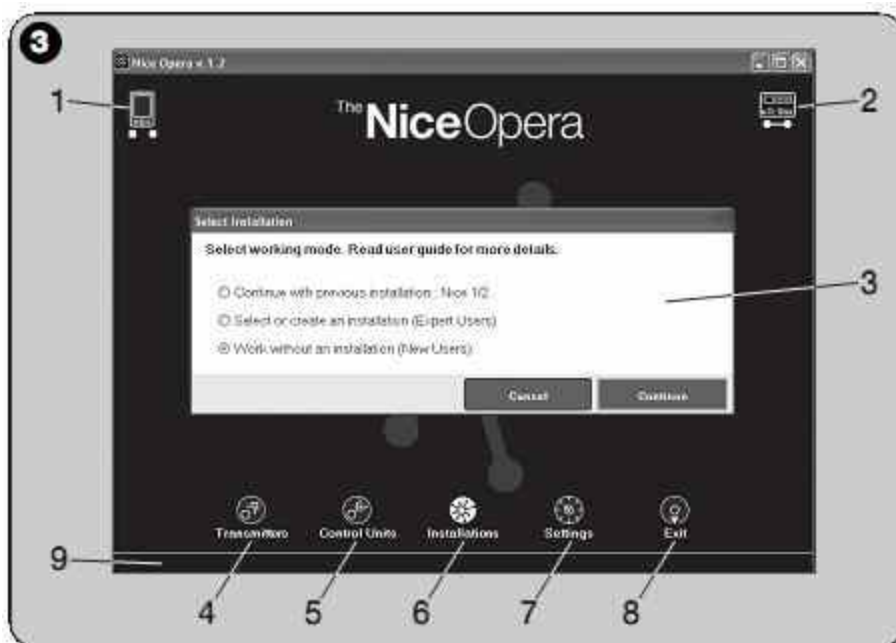 3
Nice Opera v.1.2
1
2
The NiceOpera
Select Installation
Select working mode. Read user guide for more details.
Continue with previous installation : Nice 1/2
3
Select or create an installation (Expert Users)
Work without an installation (New Users)
Cancel
Continue
Transmitters
Control Units
Installations
Settings
Exit
9
4
5
6
7
8